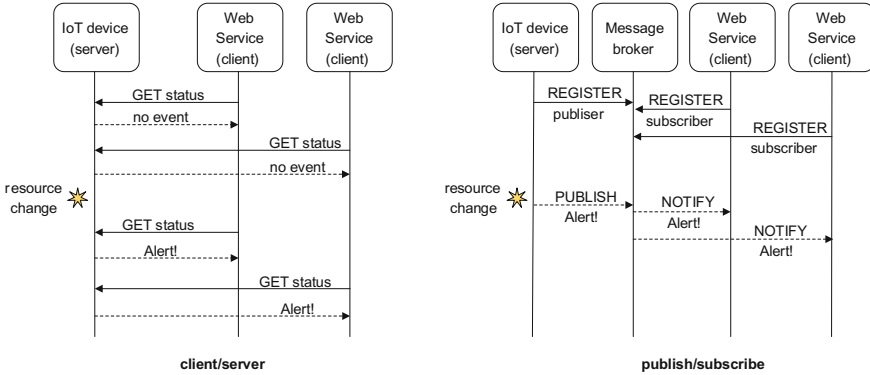 IoT device
(server)
Web
Service
(client)
Web
Service
(client)
GET status
no event
GET status
no event
resource
change
GET status
Alert!
GET status
Alert!
client/server
IoT device
(server)
Message
broker
Web
Service
(client)
Web
Service
(client)
REGISTER
publiser
REGISTER
subscriber
REGISTER
subscriber
resource
change
PUBLISH
Alert!
NOTIFY
Alert!
NOTIFY
Alert!
publish/subscribe